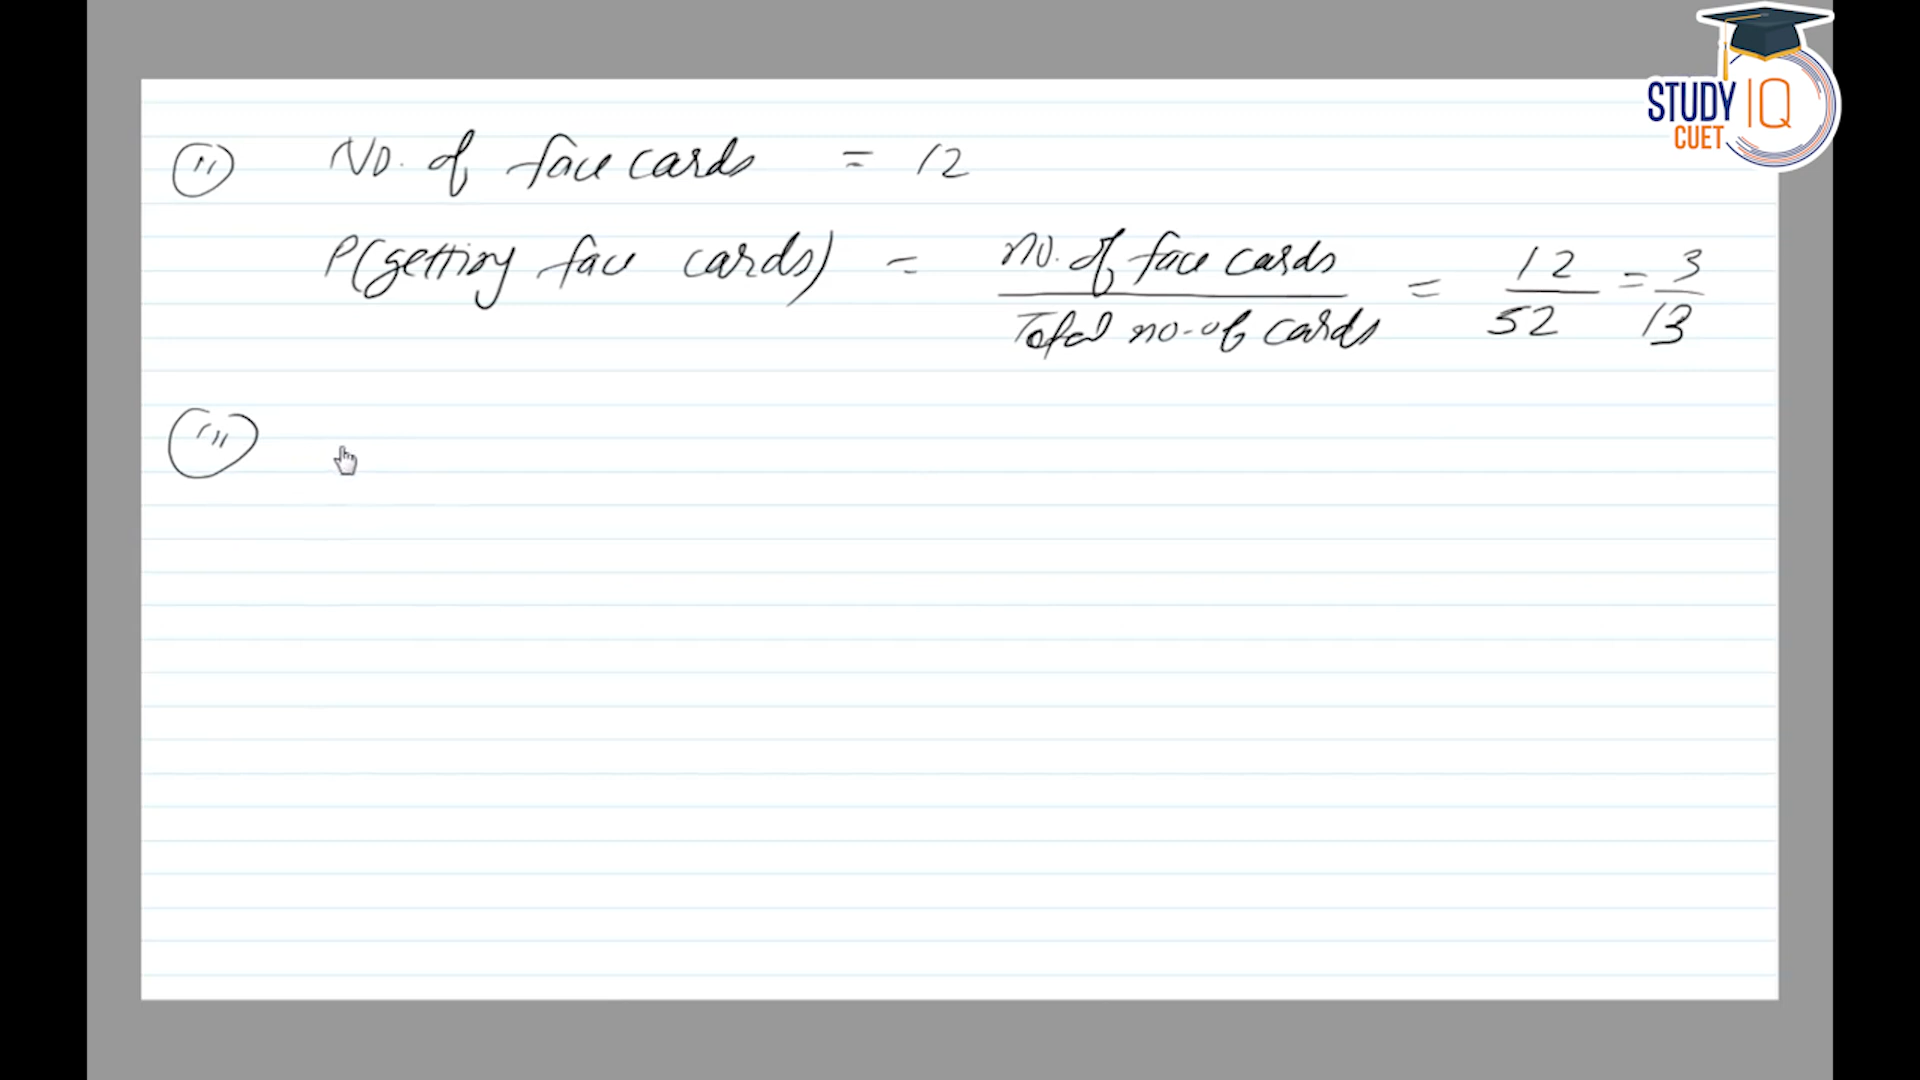 STUDY IQ
CUET
(ii) No. of face cards = 12
P(getting face cards) = no. of face cards / Total no. of cards = 12/52 = 3/13
(iii)